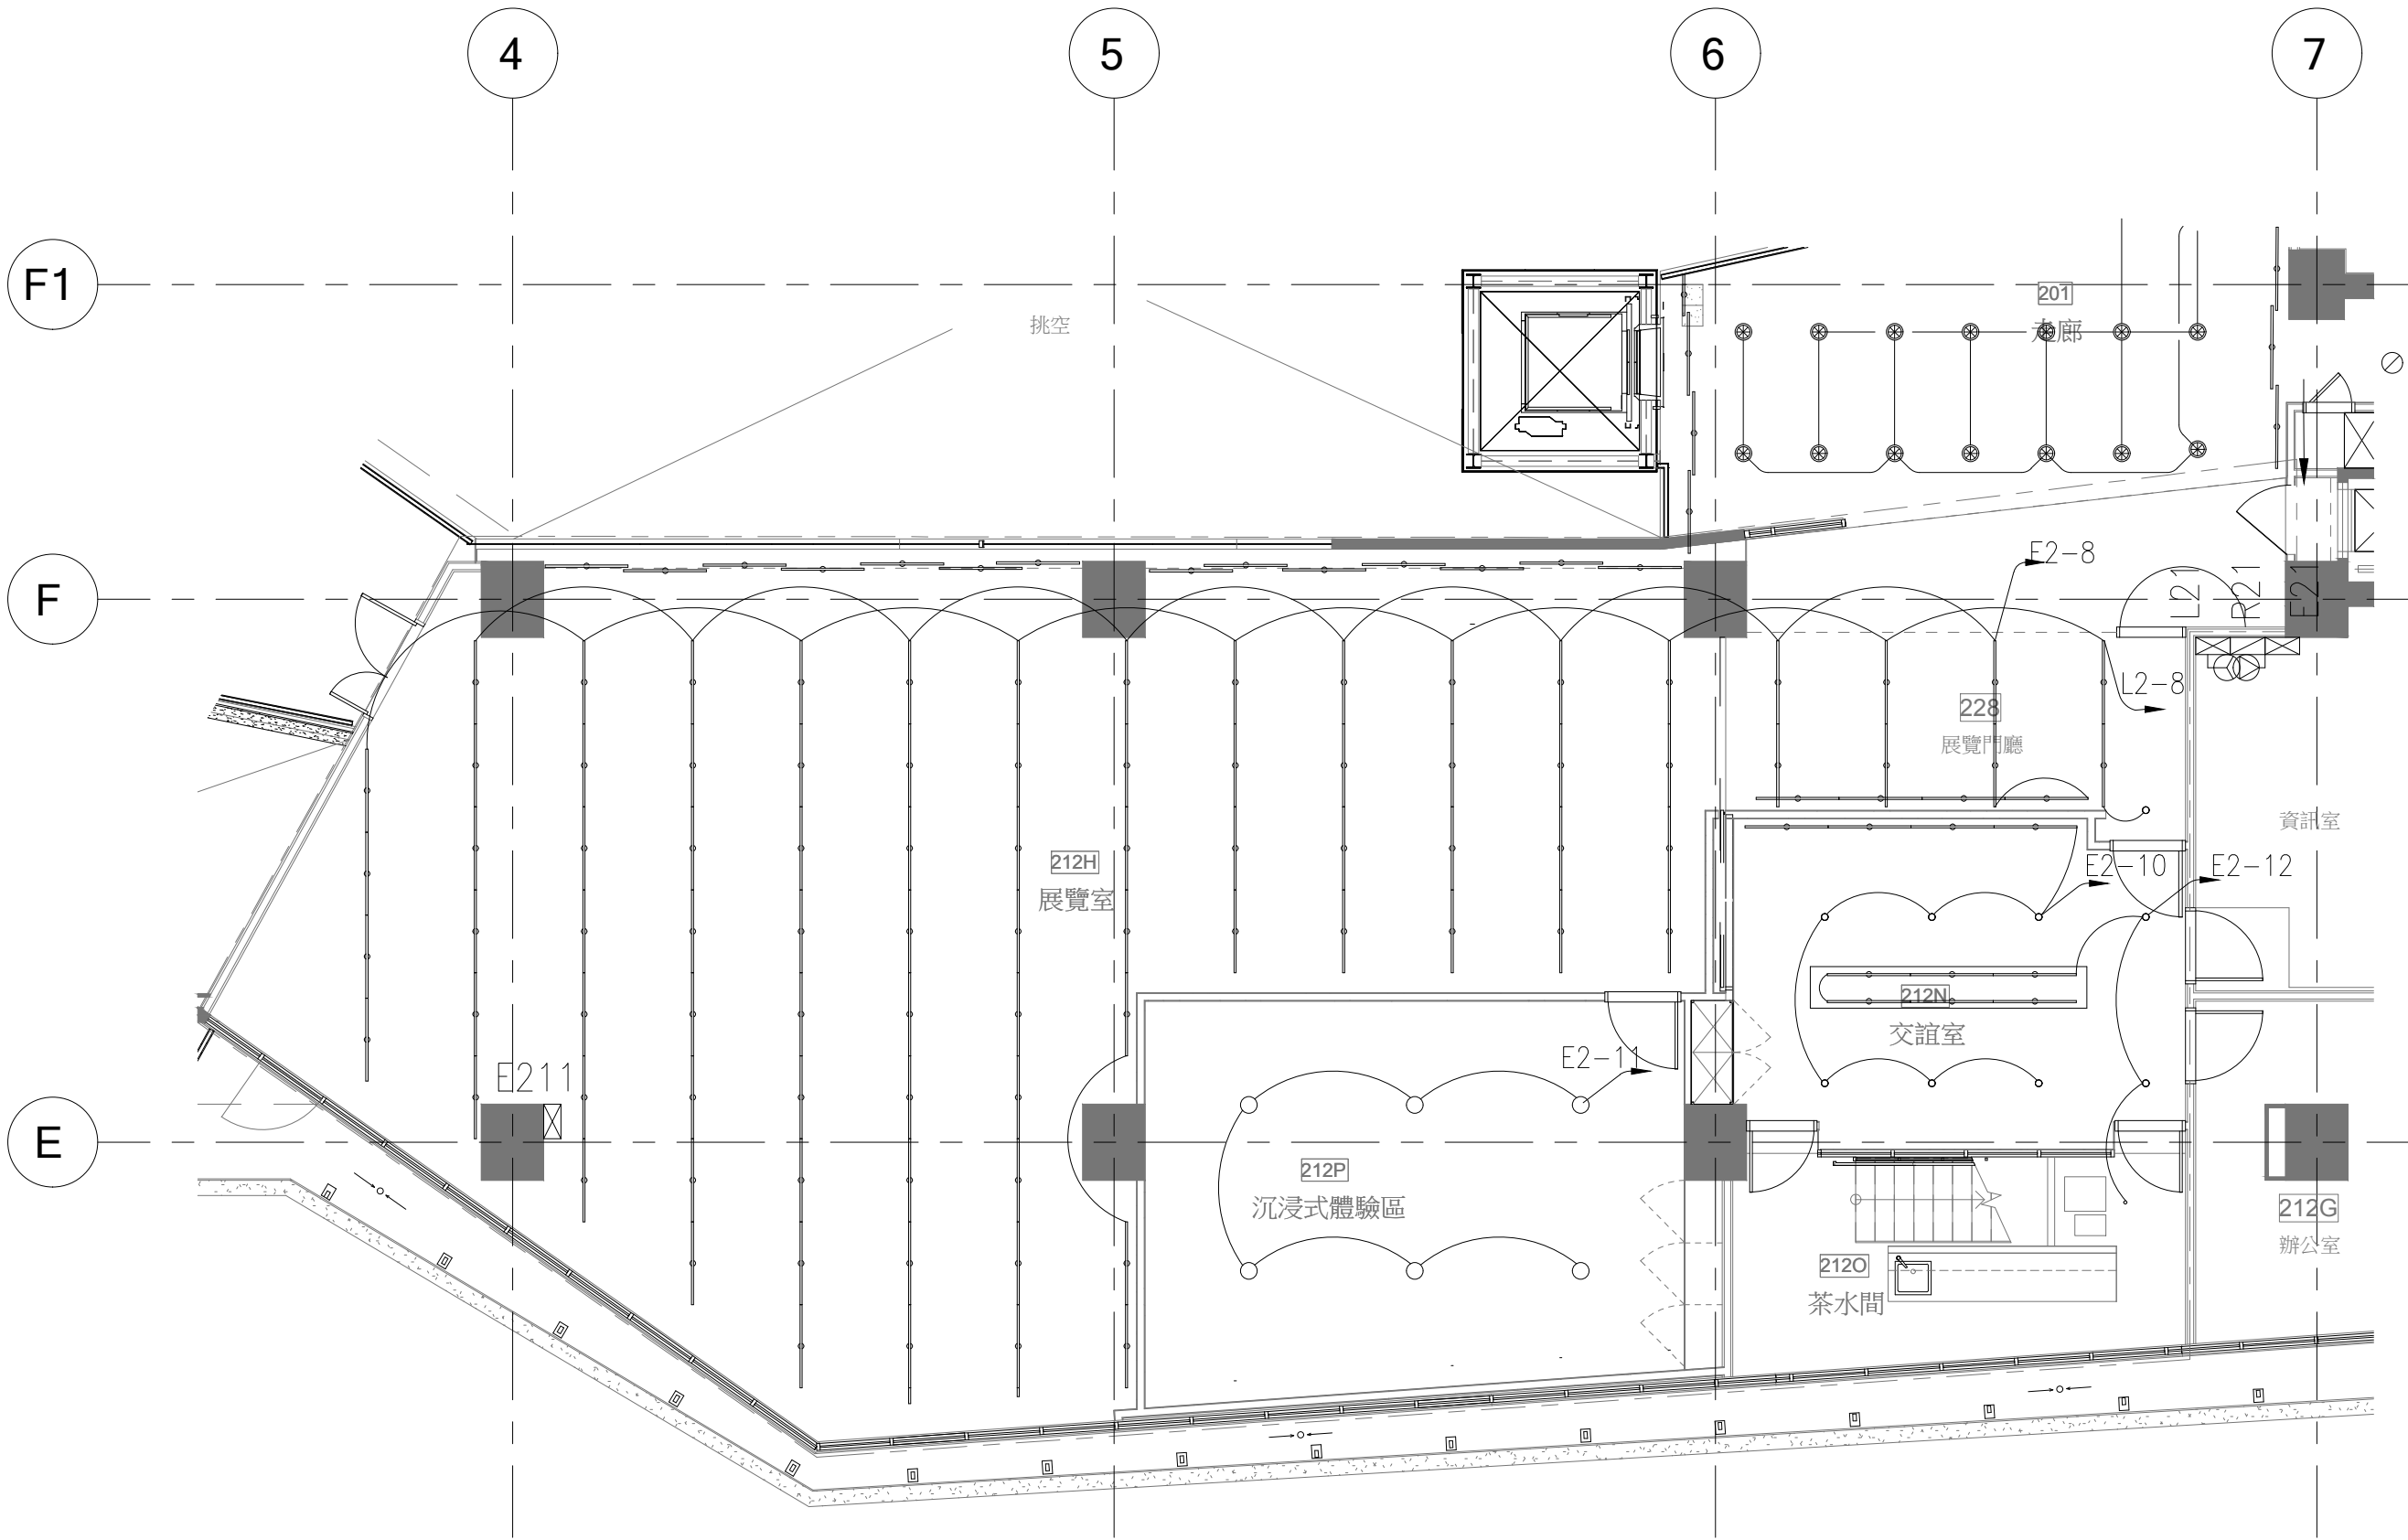 4
5
6
7
F1
挑空
201
走廊
F
E2-8
L21
R21
E21
L2-8
228
展覽門廳
資訊室
212H
展覽室
E2-10
E2-12
212N
交誼室
E211
E2-11
E
212P
沉浸式體驗區
212G
辦公室
212O
茶水間